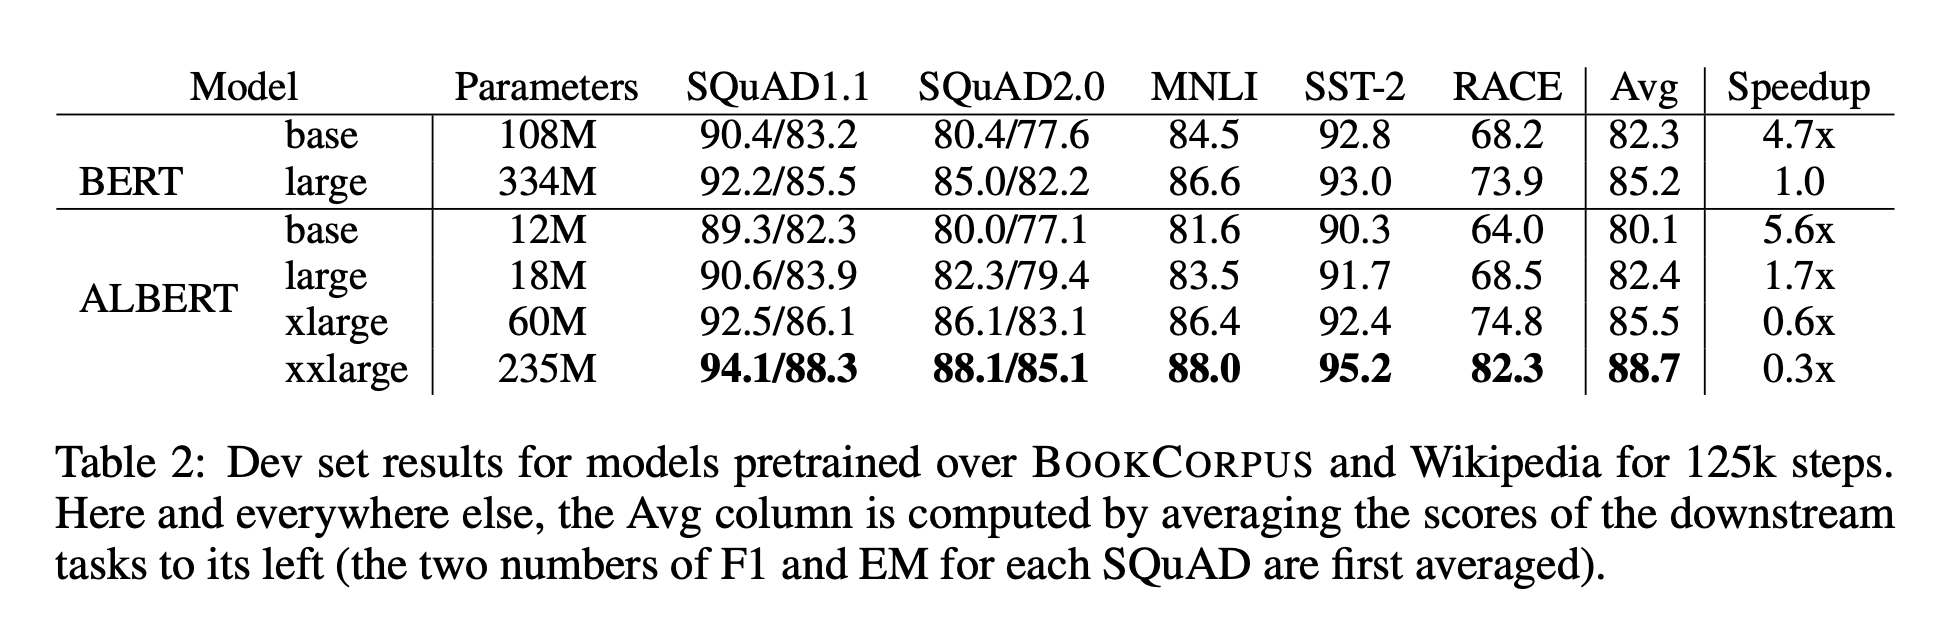 Model Parameters SQuAD1.1 SQuAD2.0 MNLI SST-2 RACE Avg Speedup
base 108M 90.4/83.2 80.4/77.6 84.5 92.8 68.2 82.3 4.7x
BERT large 334M 92.2/85.5 85.0/82.2 86.6 93.0 73.9 85.2 1.0
base 12M 89.3/82.3 80.0/77.1 81.6 90.3 64.0 80.1 5.6x
large 18M 90.6/83.9 82.3/79.4 83.5 91.7 68.5 82.4 1.7x
ALBERT xlarge 60M 92.5/86.1 86.1/83.1 86.4 92.4 74.8 85.5 0.6x
xxlarge 235M 94.1/88.3 88.1/85.1 88.0 95.2 82.3 88.7 0.3x
Table 2: Dev set results for models pretrained over BOOKCORPUS and Wikipedia for 125k steps.
Here and everywhere else, the Avg column is computed by averaging the scores of the downstream
tasks to its left (the two numbers of F1 and EM for each SQuAD are first averaged).